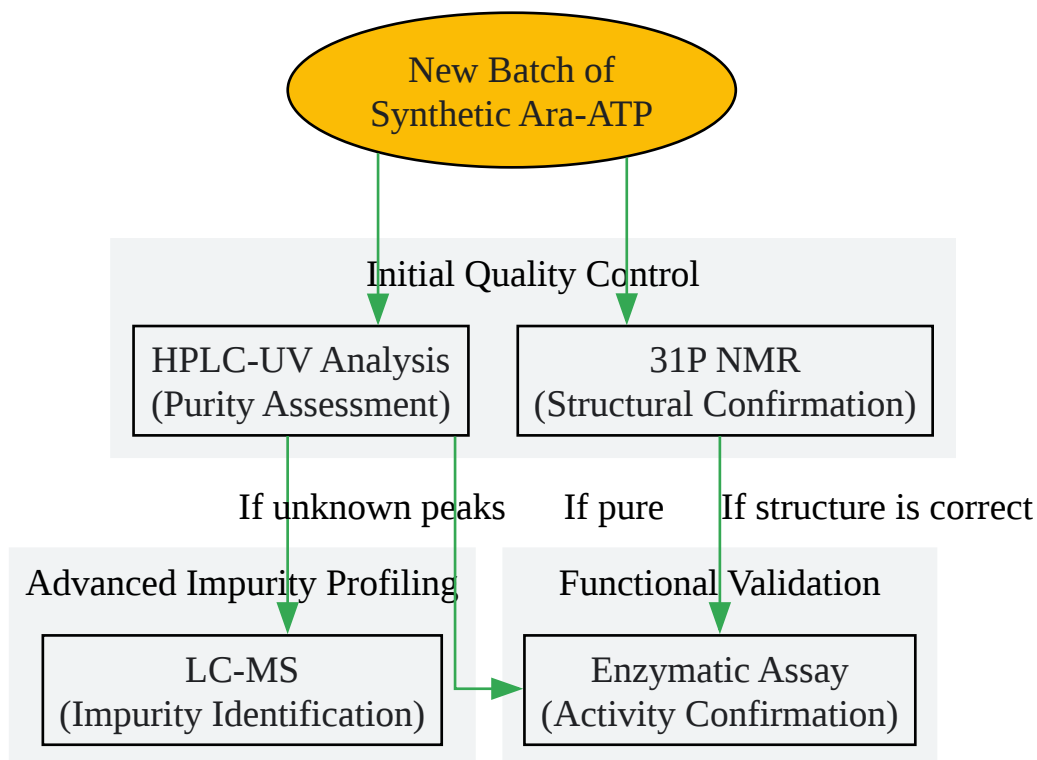 New Batch of
Synthetic Ara-ATP
Initial Quality Control
HPLC-UV Analysis
(Purity Assessment)
31P NMR
(Structural Confirmation)
If unknown peaks
If pure
If structure is correct
Advanced Impurity Profiling
Functional Validation
LC-MS
(Impurity Identification)
Enzymatic Assay
(Activity Confirmation)